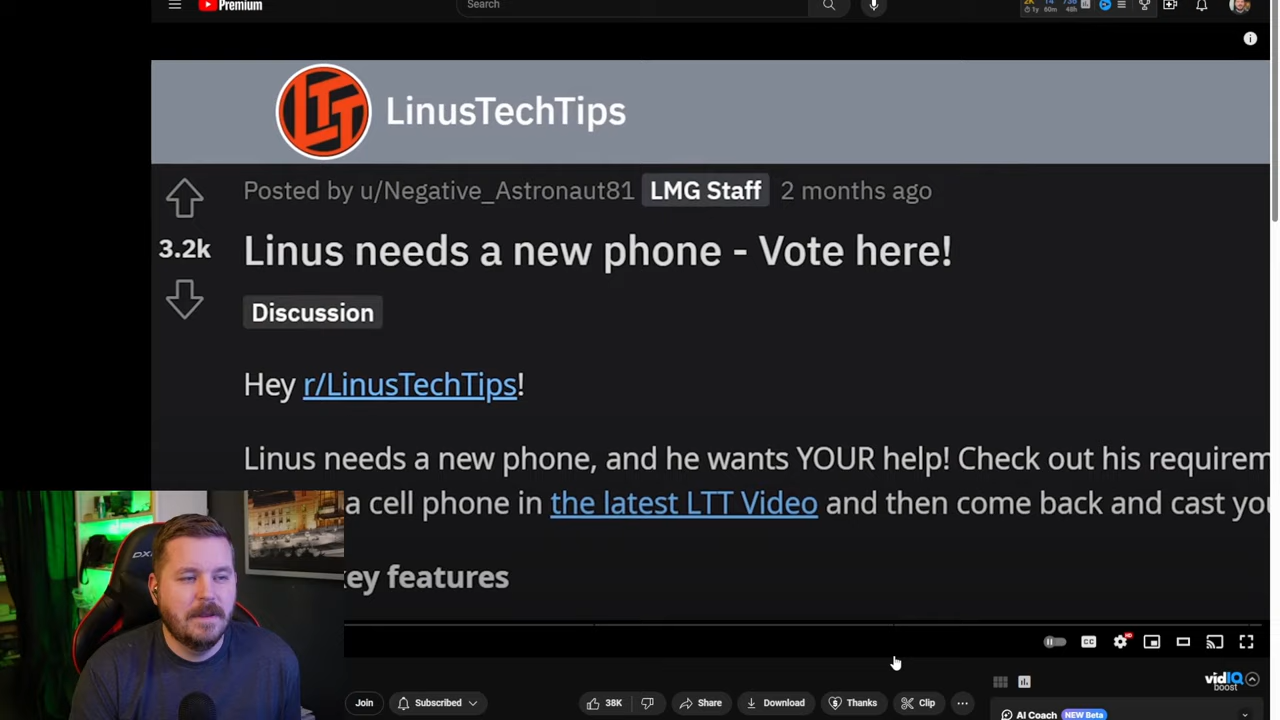 Premium
Search
LTT
LinusTechTips
Posted by u/Negative_Astronaut81 LMG Staff 2 months ago
3.2k
Linus needs a new phone - Vote here!
Discussion
Hey r/LinusTechTips!
Linus needs a new phone, and he wants YOUR help! Check out his requirem
a cell phone in the latest LTT Video and then come back and cast you
ey features
CC
HD
Join
Subscribed
38K
Share
Download
Thanks
Clip
vidIQ
boost
AI Coach NEW Beta